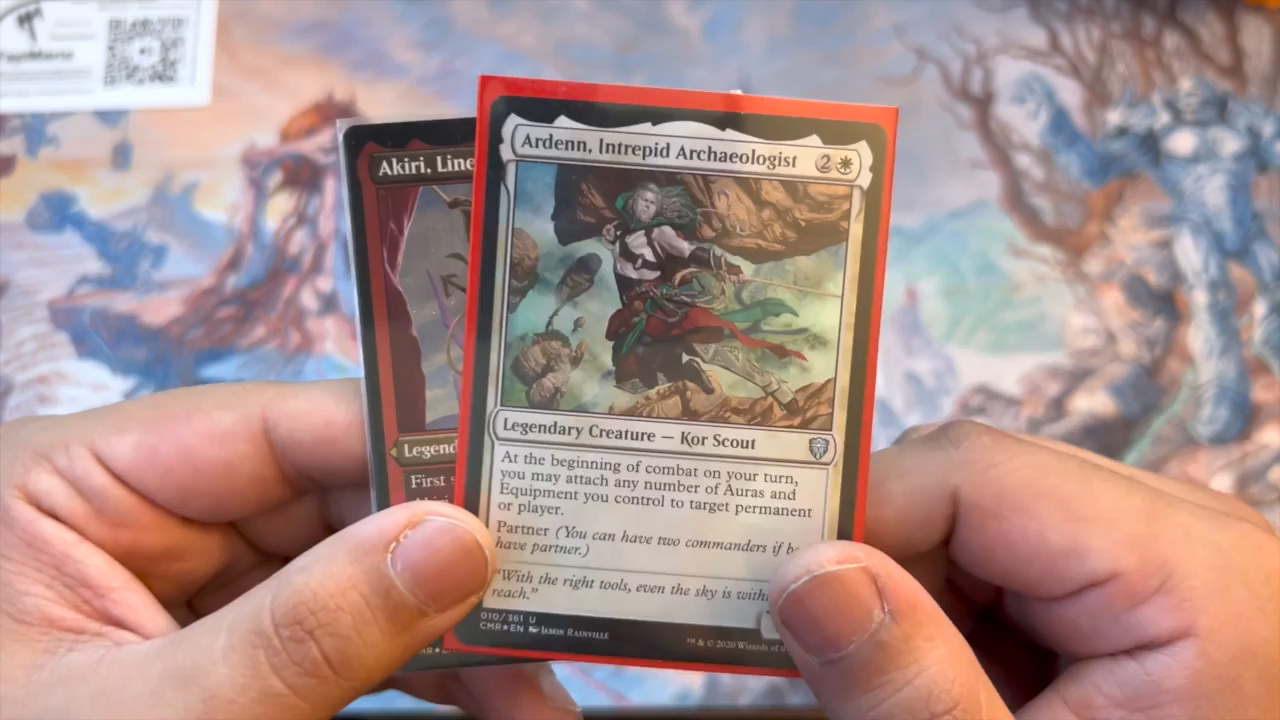 Akiri, Line
Legend
First
Ardenn, Intrepid Archaeologist 2
Legendary Creature — Kor Scout
At the beginning of combat on your turn,
you may attach any number of Auras and
Equipment you control to target permanent
or player.
Partner (You can have two commanders if b
have partner.)
"With the right tools, even the sky is with
reach."
010/361 U
CMR★EN Jason Rainville
™ & © 2020 Wizards of